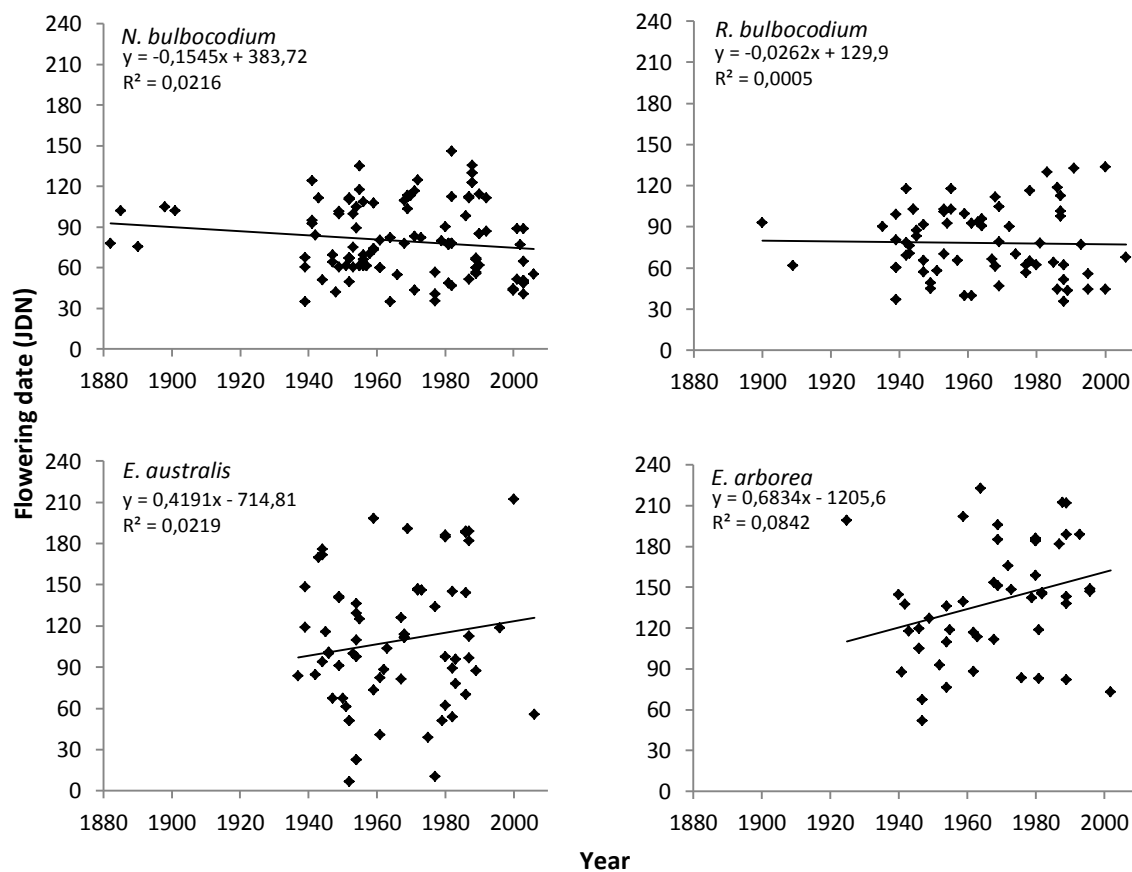 N. bulbocodium
y = -0,1545x + 383,72
R² = 0,0216
240
210
180
150
120
90
60
30
0
1880 1900 1920 1940 1960 1980 2000
R. bulbocodium
y = -0,0262x + 129,9
R² = 0,0005
240
210
180
150
120
90
60
30
0
1880 1900 1920 1940 1960 1980 2000
Flowering date (JDN)
E. australis
y = 0,4191x - 714,81
R² = 0,0219
240
210
180
150
120
90
60
30
0
1880 1900 1920 1940 1960 1980 2000
E. arborea
y = 0,6834x - 1205,6
R² = 0,0842
240
210
180
150
120
90
60
30
0
1880 1900 1920 1940 1960 1980 2000
Year